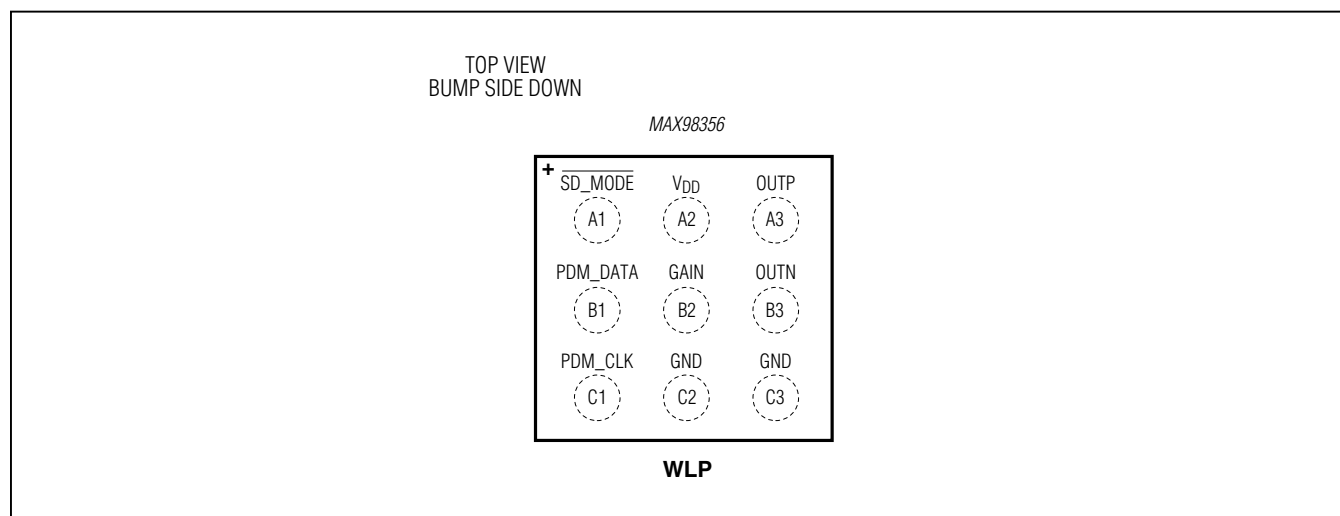 TOP VIEW
BUMP SIDE DOWN
MAX98356
+
SD_MODE VDD OUTP
A1 A2 A3
PDM_DATA GAIN OUTN
B1 B2 B3
PDM_CLK GND GND
C1 C2 C3
WLP